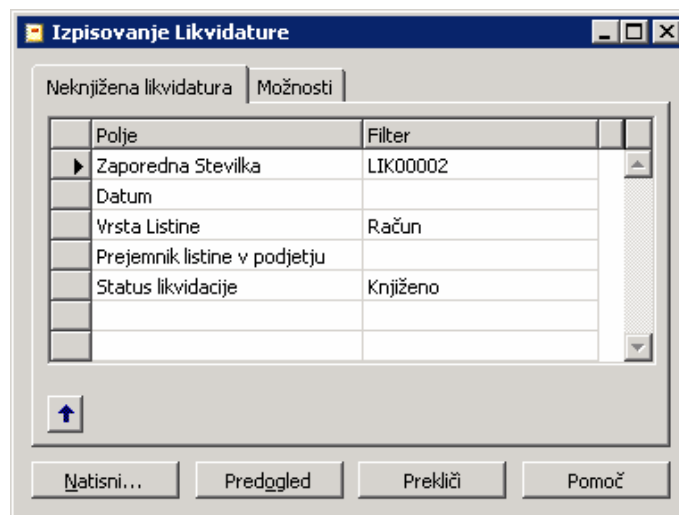 Izpisovanje Likvidature
Neknjižena likvidatura Možnosti
Polje Filter
Zaporedna Stevilka LIK00002
Datum
Vrsta Listine Račun
Prejemnik listine v podjetju
Status likvidacije Knjiženo
Natisni... Predogled Prekliči Pomoč